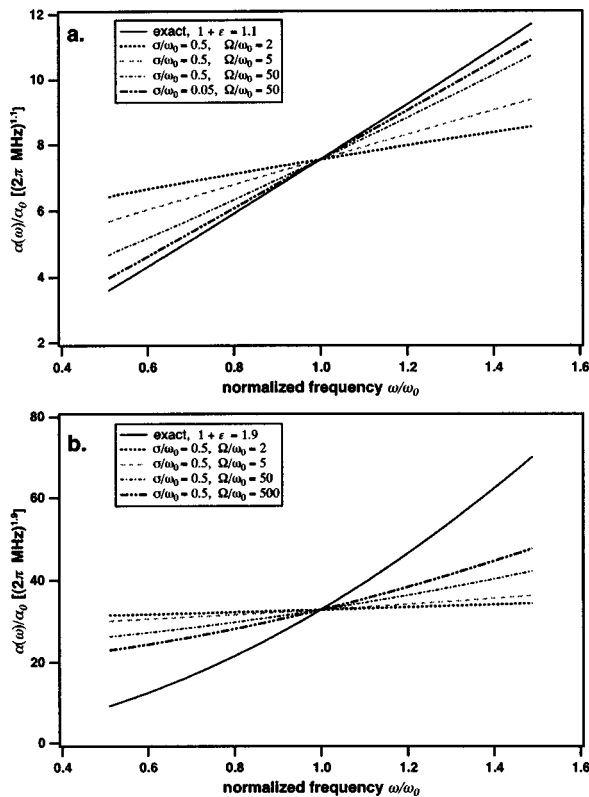 a.
exact, 1 + ε = 1.1
σ/ω₀ = 0.5, Ω/ω₀ = 2
σ/ω₀ = 0.5, Ω/ω₀ = 5
σ/ω₀ = 0.5, Ω/ω₀ = 50
σ/ω₀ = 0.05, Ω/ω₀ = 50
12
10
8
6
4
2
α(ω)/α₀ [(2π MHz)¹·¹]
0.4 0.6 0.8 1.0 1.2 1.4 1.6
normalized frequency ω/ω₀
b.
exact, 1 + ε = 1.9
σ/ω₀ = 0.5, Ω/ω₀ = 2
σ/ω₀ = 0.5, Ω/ω₀ = 5
σ/ω₀ = 0.5, Ω/ω₀ = 50
σ/ω₀ = 0.5, Ω/ω₀ = 500
80
60
40
20
0
α(ω)/α₀ [(2π MHz)¹·⁹]
0.4 0.6 0.8 1.0 1.2 1.4 1.6
normalized frequency ω/ω₀